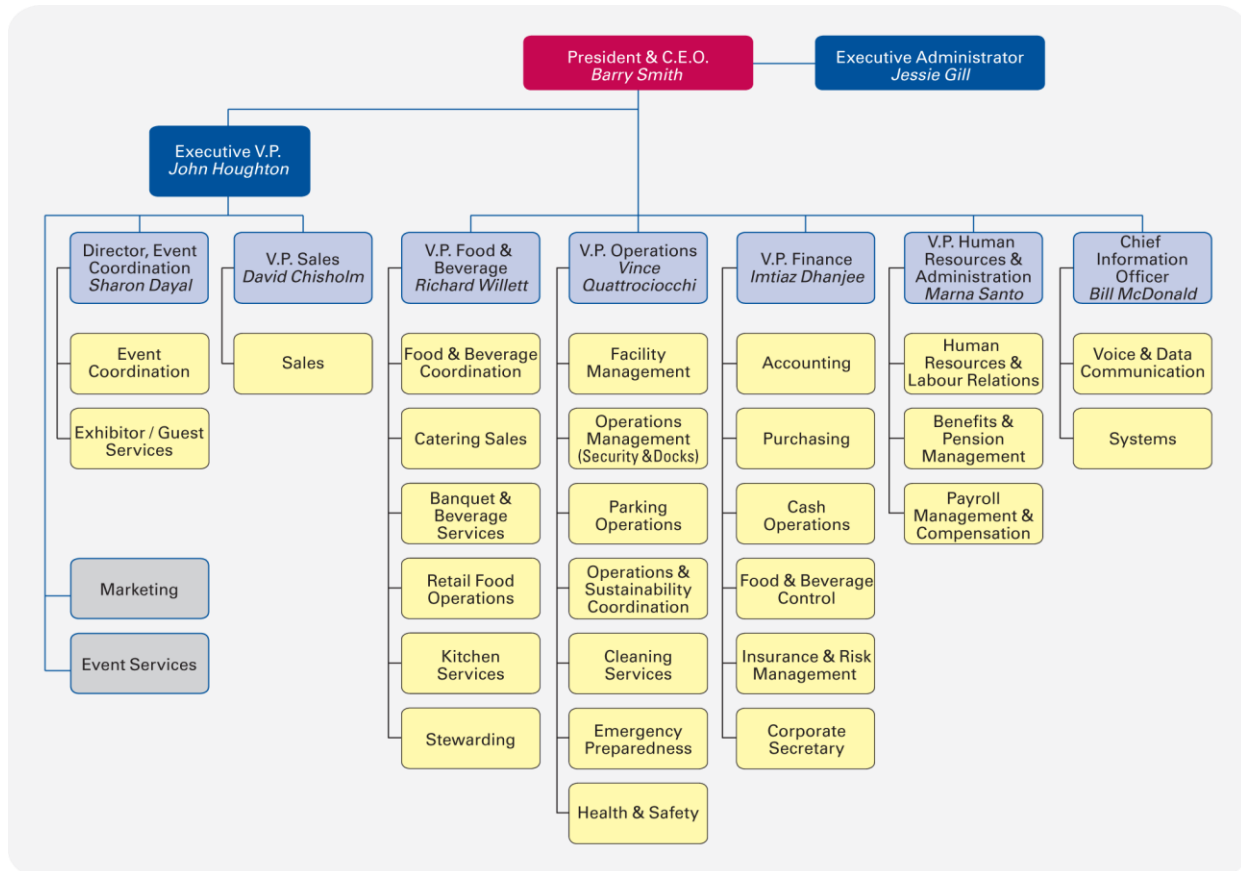 President & C.E.O.
Barry Smith
Executive Administrator
Jessie Gill
Executive V.P.
John Houghton
Director, Event
Coordination
Sharon Dayal
V.P. Sales
David Chisholm
V.P. Food &
Beverage
Richard Willett
V.P. Operations
Vince
Quattrociocchi
V.P. Finance
Imtiaz Dhanjee
V.P. Human
Resources &
Administration
Marna Santo
Chief
Information
Officer
Bill McDonald
Event
Coordination
Exhibitor / Guest
Services
Marketing
Event Services
Sales
Food & Beverage
Coordination
Catering Sales
Banquet &
Beverage
Services
Retail Food
Operations
Kitchen
Services
Stewarding
Facility
Management
Operations
Management
(Security & Docks)
Parking
Operations
Operations &
Sustainability
Coordination
Cleaning
Services
Emergency
Preparedness
Health & Safety
Accounting
Purchasing
Cash
Operations
Food & Beverage
Control
Insurance & Risk
Management
Corporate
Secretary
Human
Resources &
Labour Relations
Benefits &
Pension
Management
Payroll
Management &
Compensation
Voice & Data
Communication
Systems